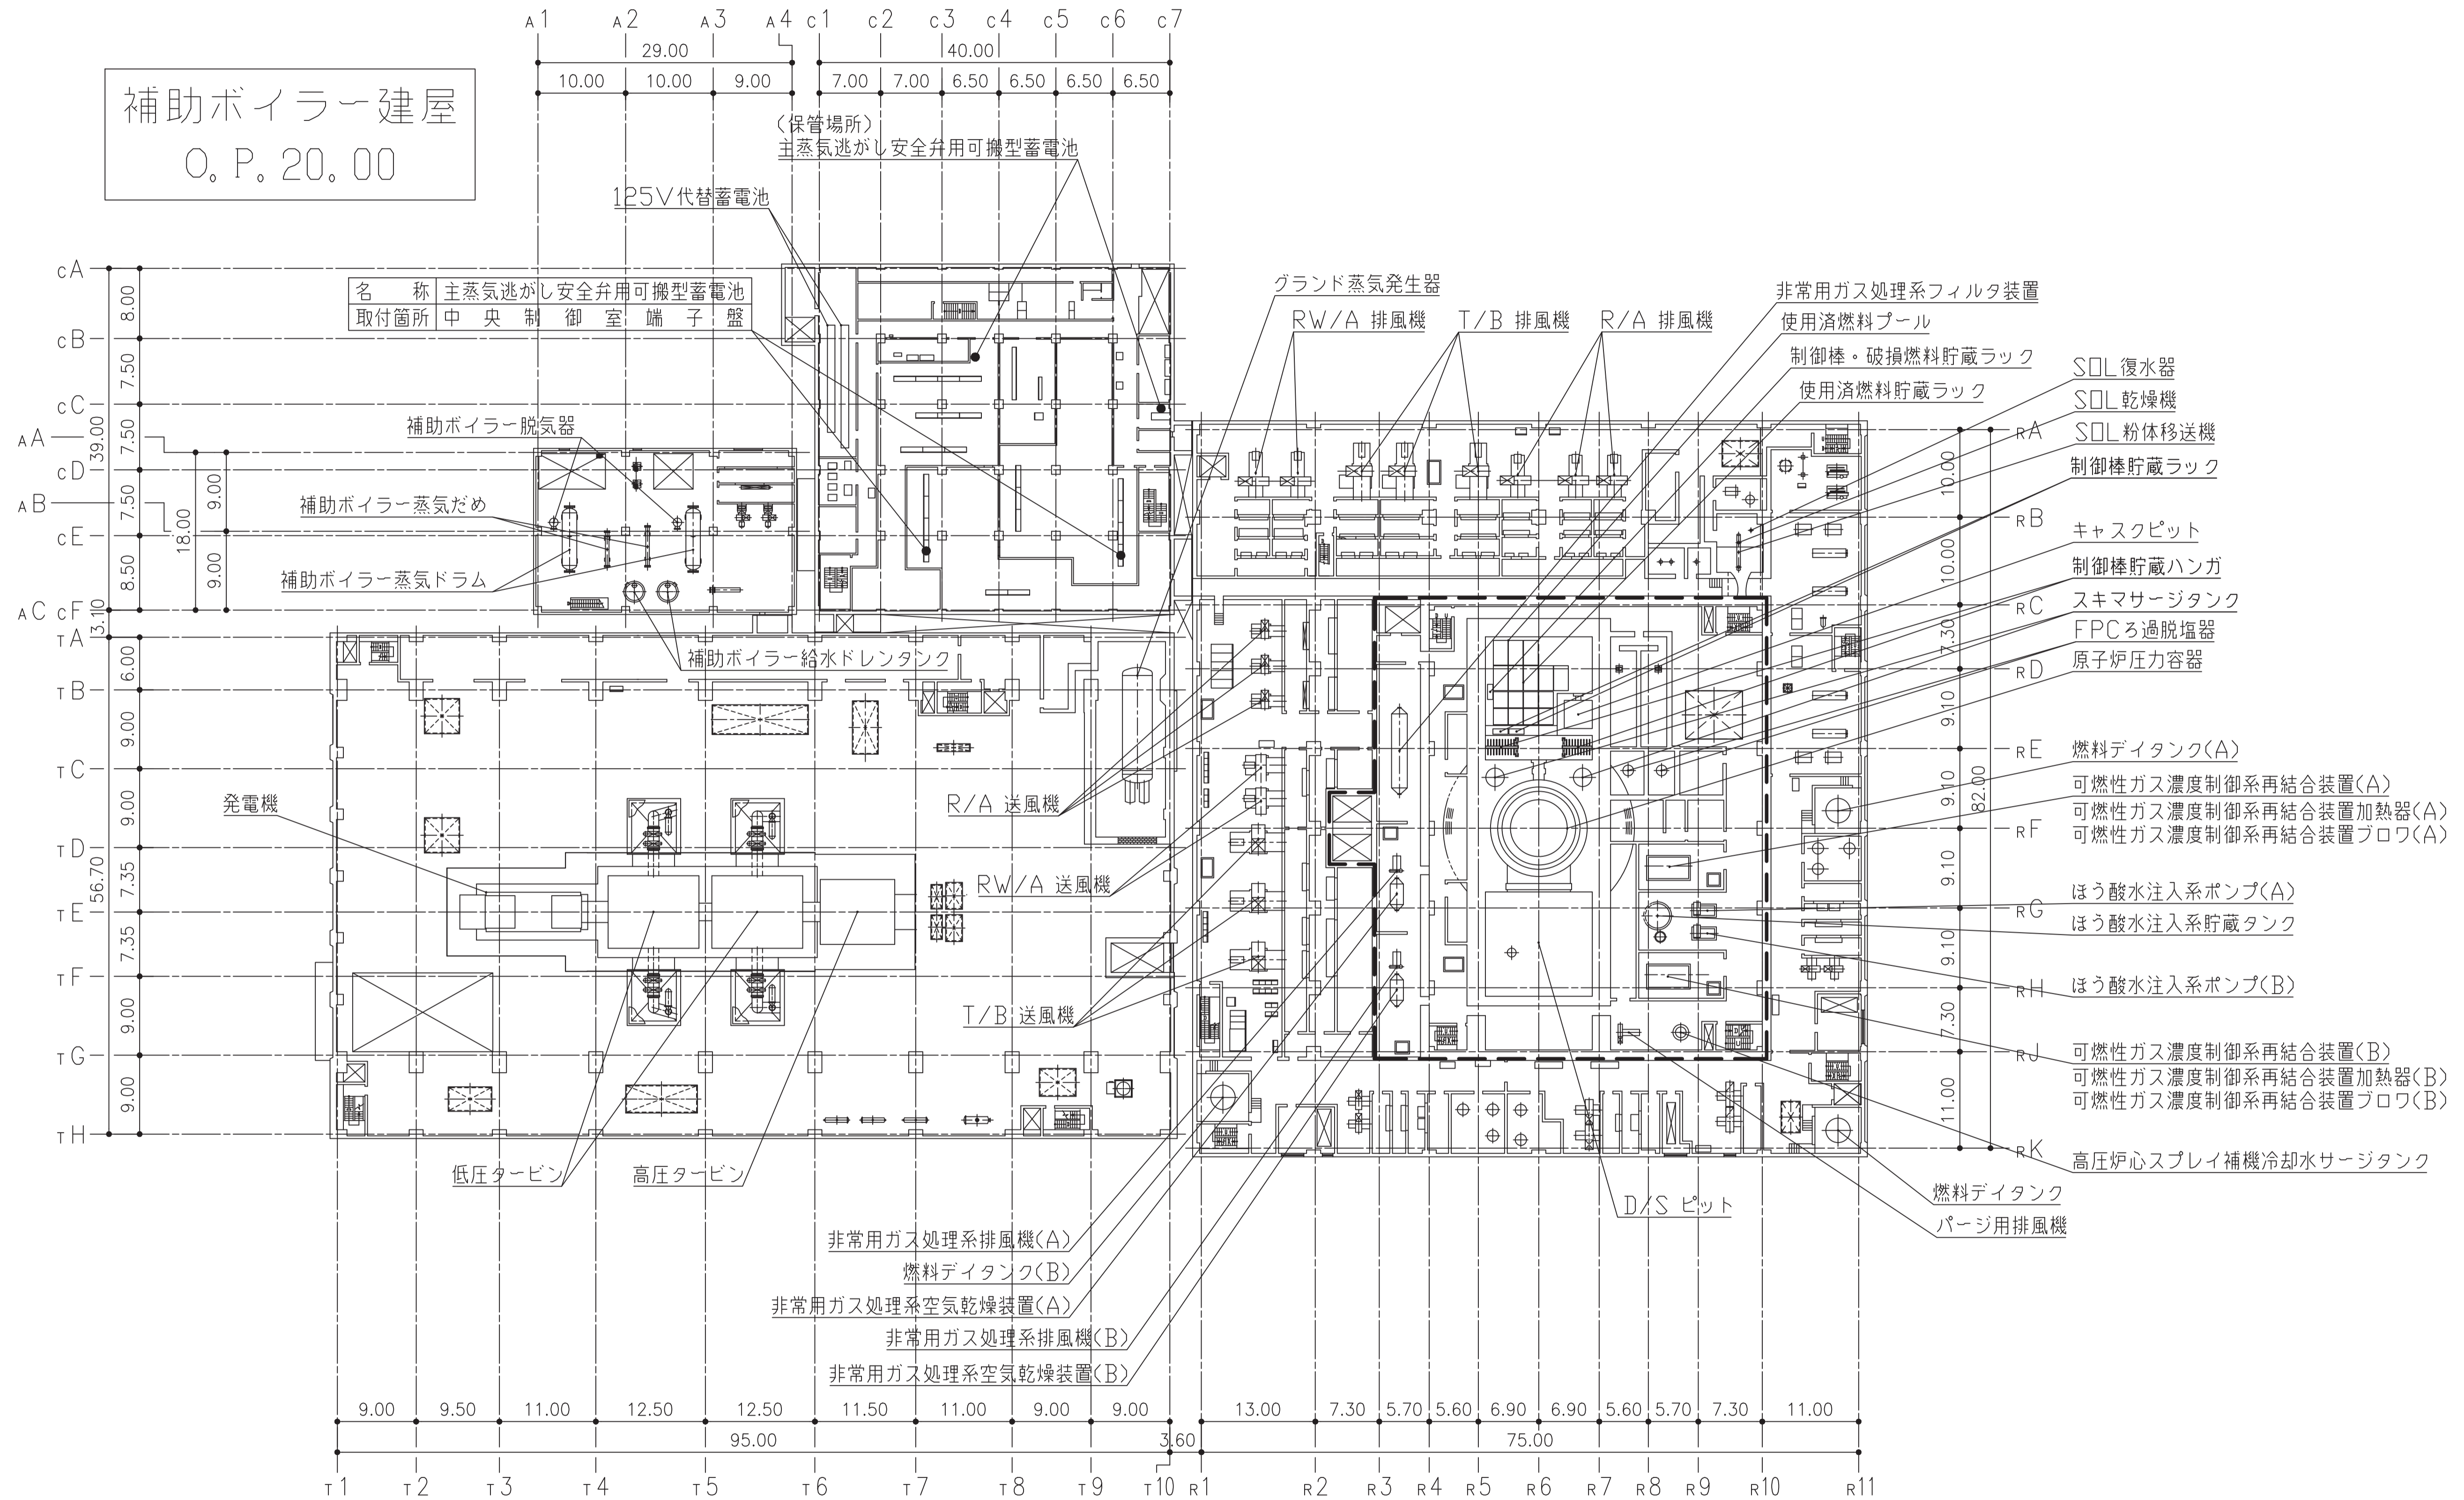 A1 A2 A3 A4 C1 C2 C3 C4 C5 C6 C7
29.00 40.00
10.00 10.00 9.00 7.00 7.00 6.50 6.50 6.50 6.50
補助ボイラー建屋
O.P.20.00
(保管場所)
主蒸気逃がし安全弁用可搬型蓄電池
125V代替蓄電池
名　称 主蒸気逃がし安全弁用可搬型蓄電池
取付箇所 中央制御室端子盤
cA
8.00
cB
7.50
cC
7.50
AA
39.00
cD
7.50
AB
cE
8.50
AC cF
3.10
9.00
18.00
9.00
TA
6.00
TB
9.00
TC
9.00
TD
7.35
56.70
TE
7.35
TF
9.00
TG
9.00
TH
補助ボイラー脱気器
補助ボイラー蒸気だめ
補助ボイラー蒸気ドラム
補助ボイラー給水ドレンタンク
発電機
低圧タービン
高圧タービン
グランド蒸気発生器
RW/A 排風機
T/B 排風機
R/A 排風機
非常用ガス処理系フィルタ装置
使用済燃料プール
制御棒・破損燃料貯蔵ラック
使用済燃料貯蔵ラック
SOL復水器
SOL乾燥機
SOL粉体移送機
制御棒貯蔵ラック
キャスクピット
制御棒貯蔵ハンガ
スキマサージタンク
FPCろ過脱塩器
原子炉圧力容器
燃料デイタンク(A)
可燃性ガス濃度制御系再結合装置(A)
可燃性ガス濃度制御系再結合装置加熱器(A)
可燃性ガス濃度制御系再結合装置ブロワ(A)
ほう酸水注入系ポンプ(A)
ほう酸水注入系貯蔵タンク
ほう酸水注入系ポンプ(B)
可燃性ガス濃度制御系再結合装置(B)
可燃性ガス濃度制御系再結合装置加熱器(B)
可燃性ガス濃度制御系再結合装置ブロワ(B)
高圧炉心スプレイ補機冷却水サージタンク
燃料デイタンク
パージ用排風機
D/S ピット
RA
10.00
RB
10.00
RC
7.30
RD
9.10
RE
9.10
82.00
RF
9.10
RG
9.10
RH
7.30
RJ
11.00
RK
R/A 送風機
RW/A 送風機
T/B 送風機
非常用ガス処理系排風機(A)
燃料デイタンク(B)
非常用ガス処理系空気乾燥装置(A)
非常用ガス処理系排風機(B)
非常用ガス処理系空気乾燥装置(B)
9.00 9.50 11.00 12.50 12.50 11.50 11.00 9.00 9.00 13.00 7.30 5.70 5.60 6.90 6.90 5.60 5.70 7.30 11.00
95.00 3.60 75.00
T1 T2 T3 T4 T5 T6 T7 T8 T9 T10 R1 R2 R3 R4 R5 R6 R7 R8 R9 R10 R11